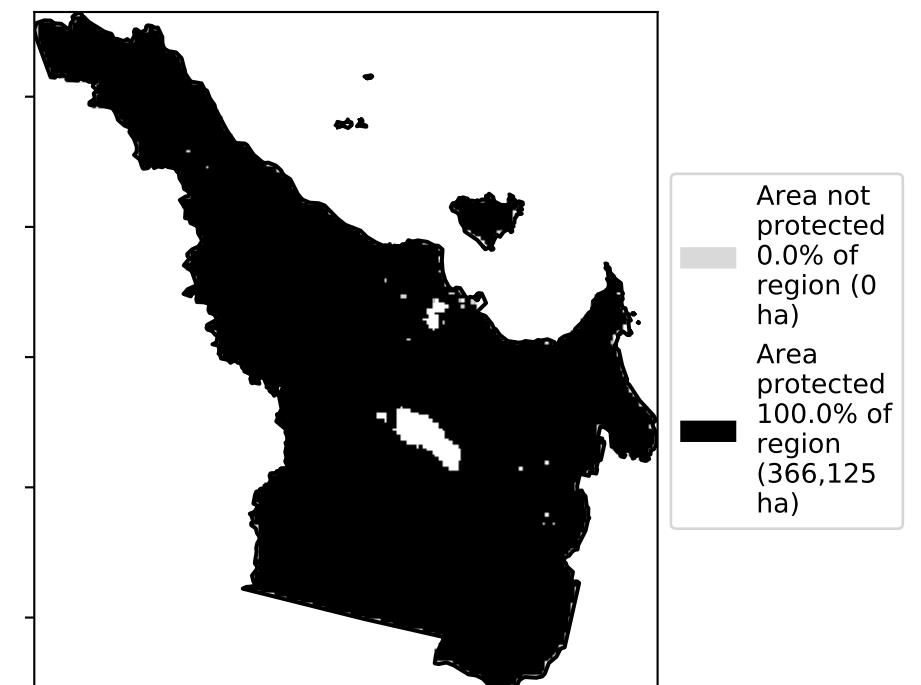 Area not
protected
0.0% of
region (0
ha)
Area
protected
100.0% of
region
(366,125
ha)